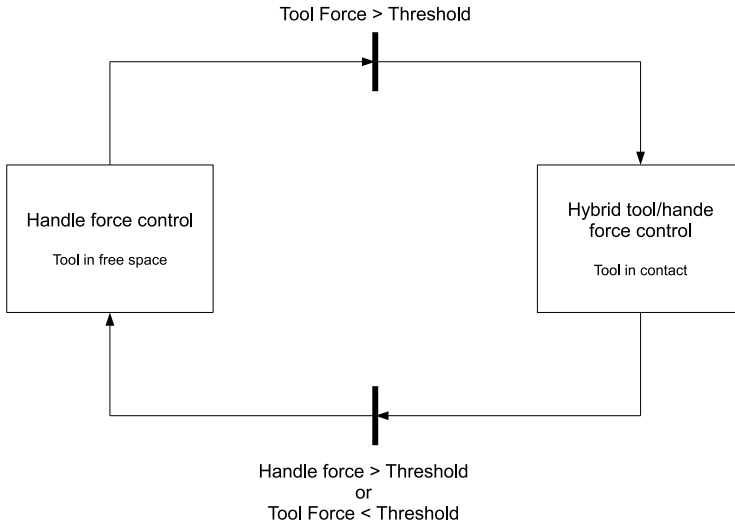 Tool Force > Threshold
Handle force control
Tool in free space
Hybrid tool/hande
force control
Tool in contact
Handle force > Threshold
or
Tool Force < Threshold